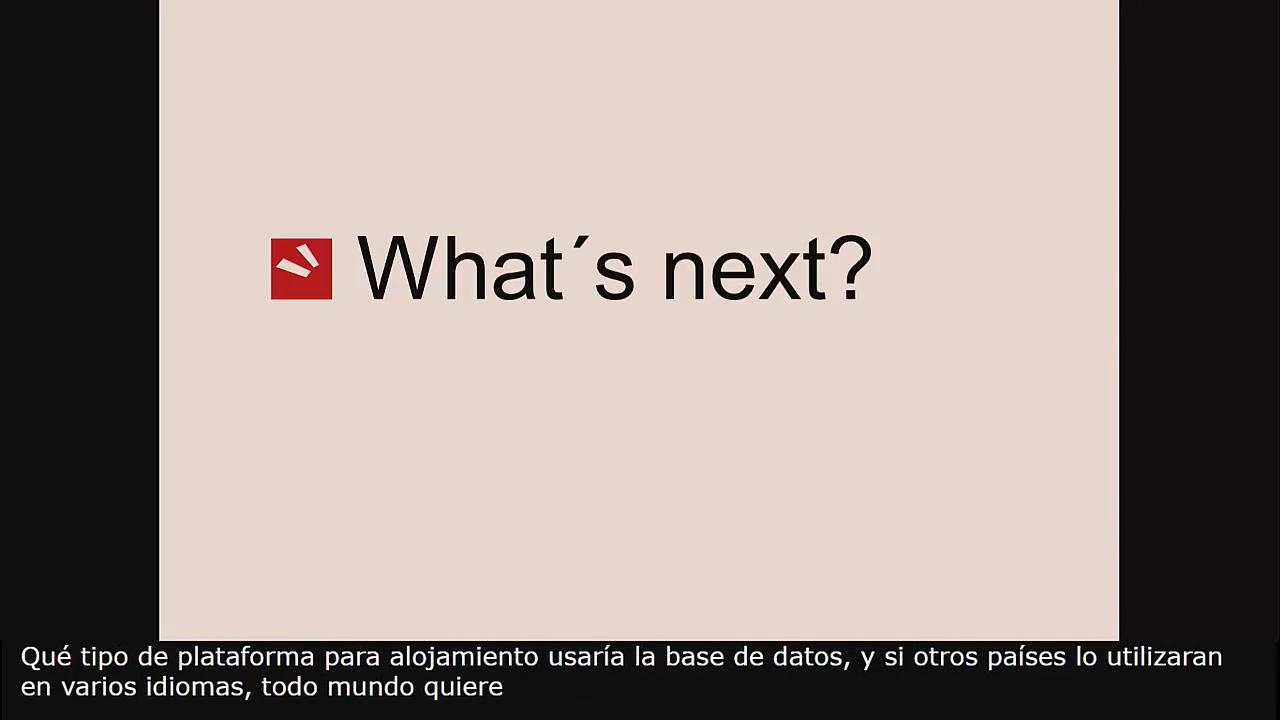 What´s next?
Qué tipo de plataforma para alojamiento usaría la base de datos, y si otros países lo utilizaran
en varios idiomas, todo mundo quiere